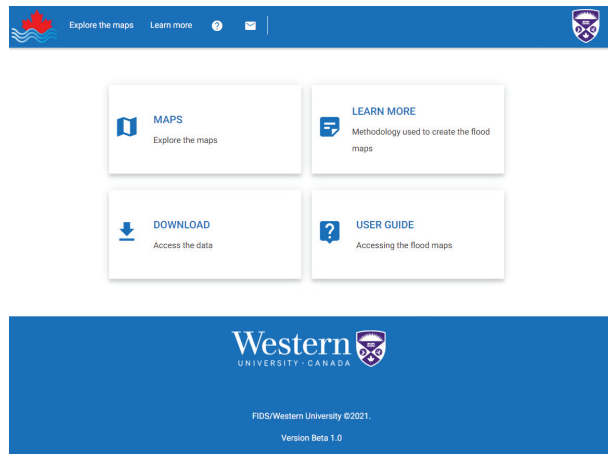 Explore the maps Learn more ?
MAPS
Explore the maps
LEARN MORE
Methodology used to create the flood
maps
DOWNLOAD
Access the data
? USER GUIDE
Accessing the flood maps
Western
UNIVERSITY · CANADA
FIDS/Western University ©2021.
Version Beta 1.0